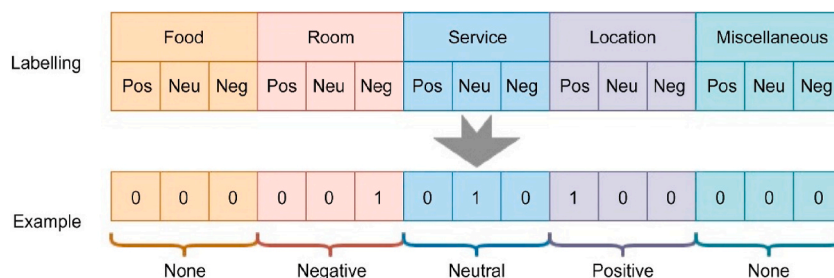 Food Room Service Location Miscellaneous
Labelling
Pos Neu Neg Pos Neu Neg Pos Neu Neg Pos Neu Neg Pos Neu Neg
0 0 0 0 0 1 0 1 0 1 0 0 0 0 0
Example
None Negative Neutral Positive None